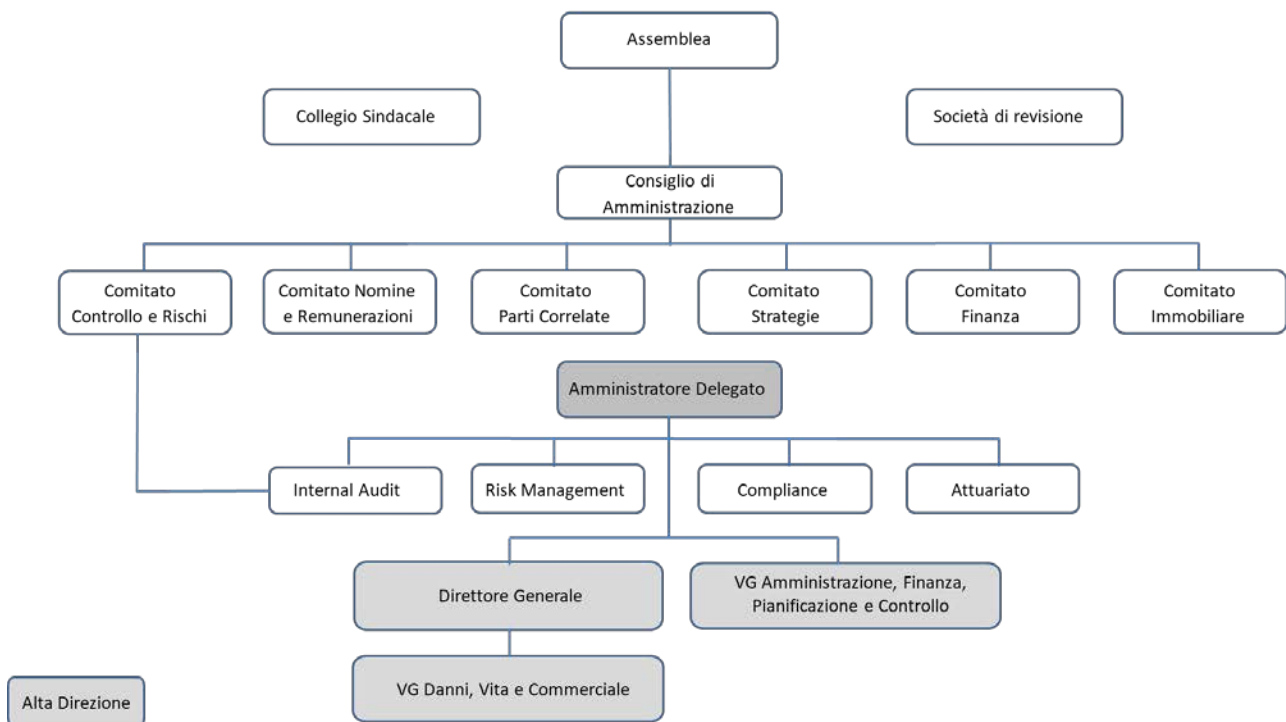 Assemblea
Collegio Sindacale
Società di revisione
Consiglio di
Amministrazione
Comitato
Controllo e Rischi
Comitato Nomine
e Remunerazioni
Comitato
Parti Correlate
Comitato
Strategie
Comitato
Finanza
Comitato
Immobiliare
Amministratore Delegato
Internal Audit
Risk Management
Compliance
Attuariato
Direttore Generale
VG Amministrazione, Finanza,
Pianificazione e Controllo
VG Danni, Vita e Commerciale
Alta Direzione